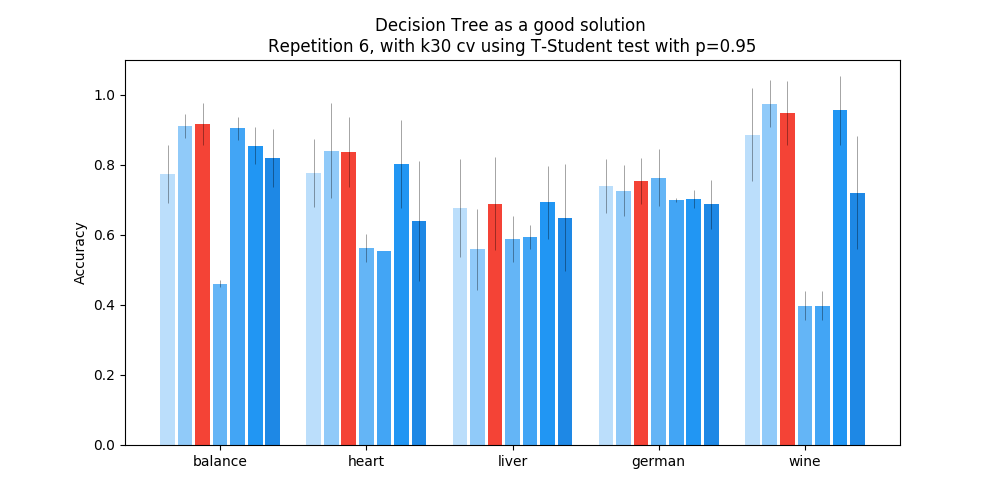 Decision Tree as a good solution
Repetition 6, with k30 cv using T-Student test with p=0.95
Accuracy
1.0
0.8
0.6
0.4
0.2
0.0
balance heart liver german wine